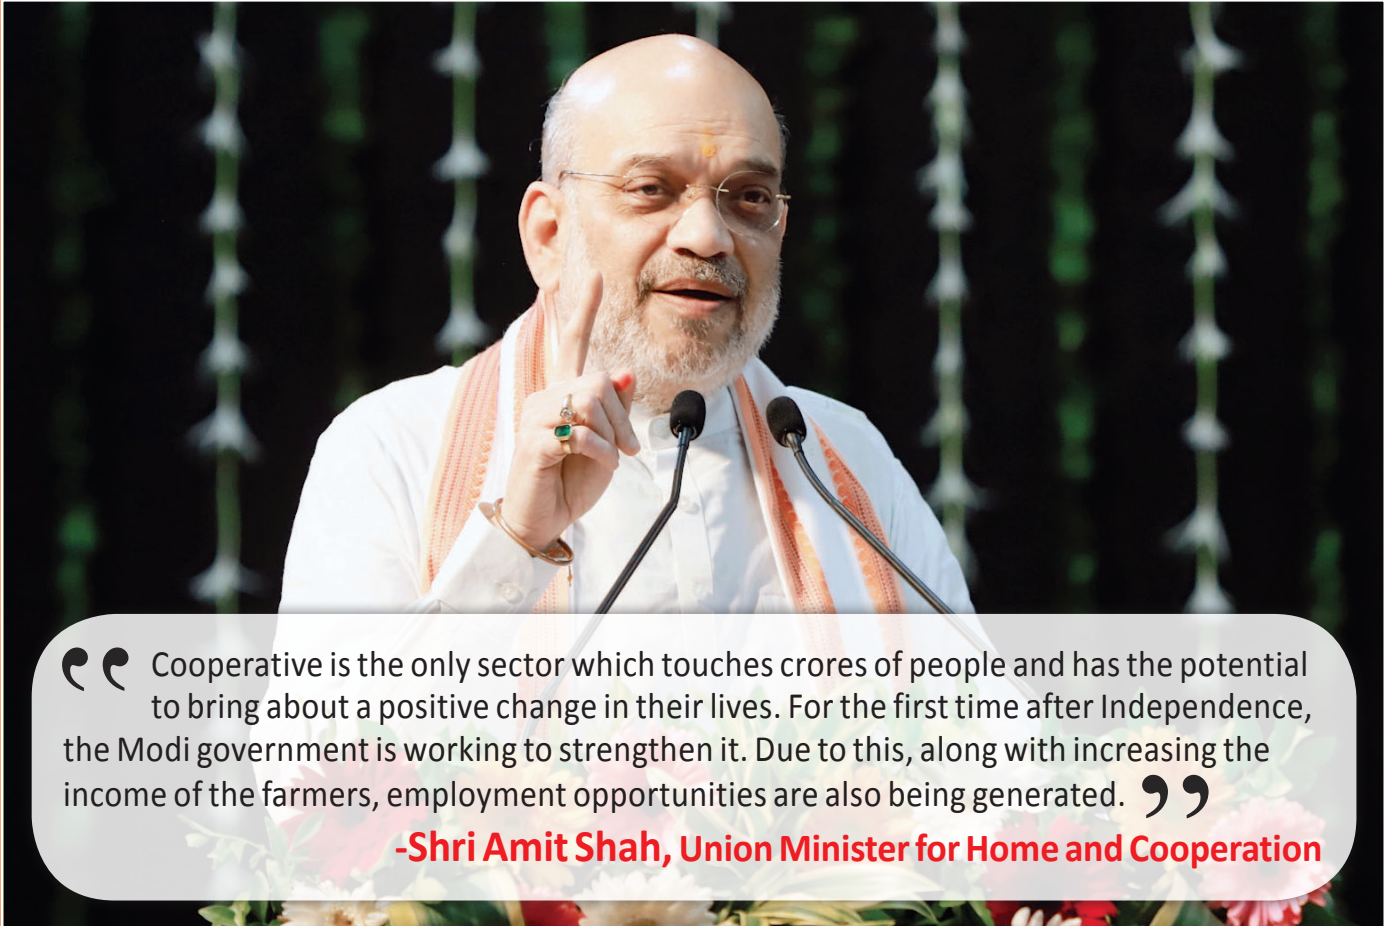 “ Cooperative is the only sector which touches crores of people and has the potential
to bring about a positive change in their lives. For the first time after Independence,
the Modi government is working to strengthen it. Due to this, along with increasing the
income of the farmers, employment opportunities are also being generated. ”
-Shri Amit Shah, Union Minister for Home and Cooperation